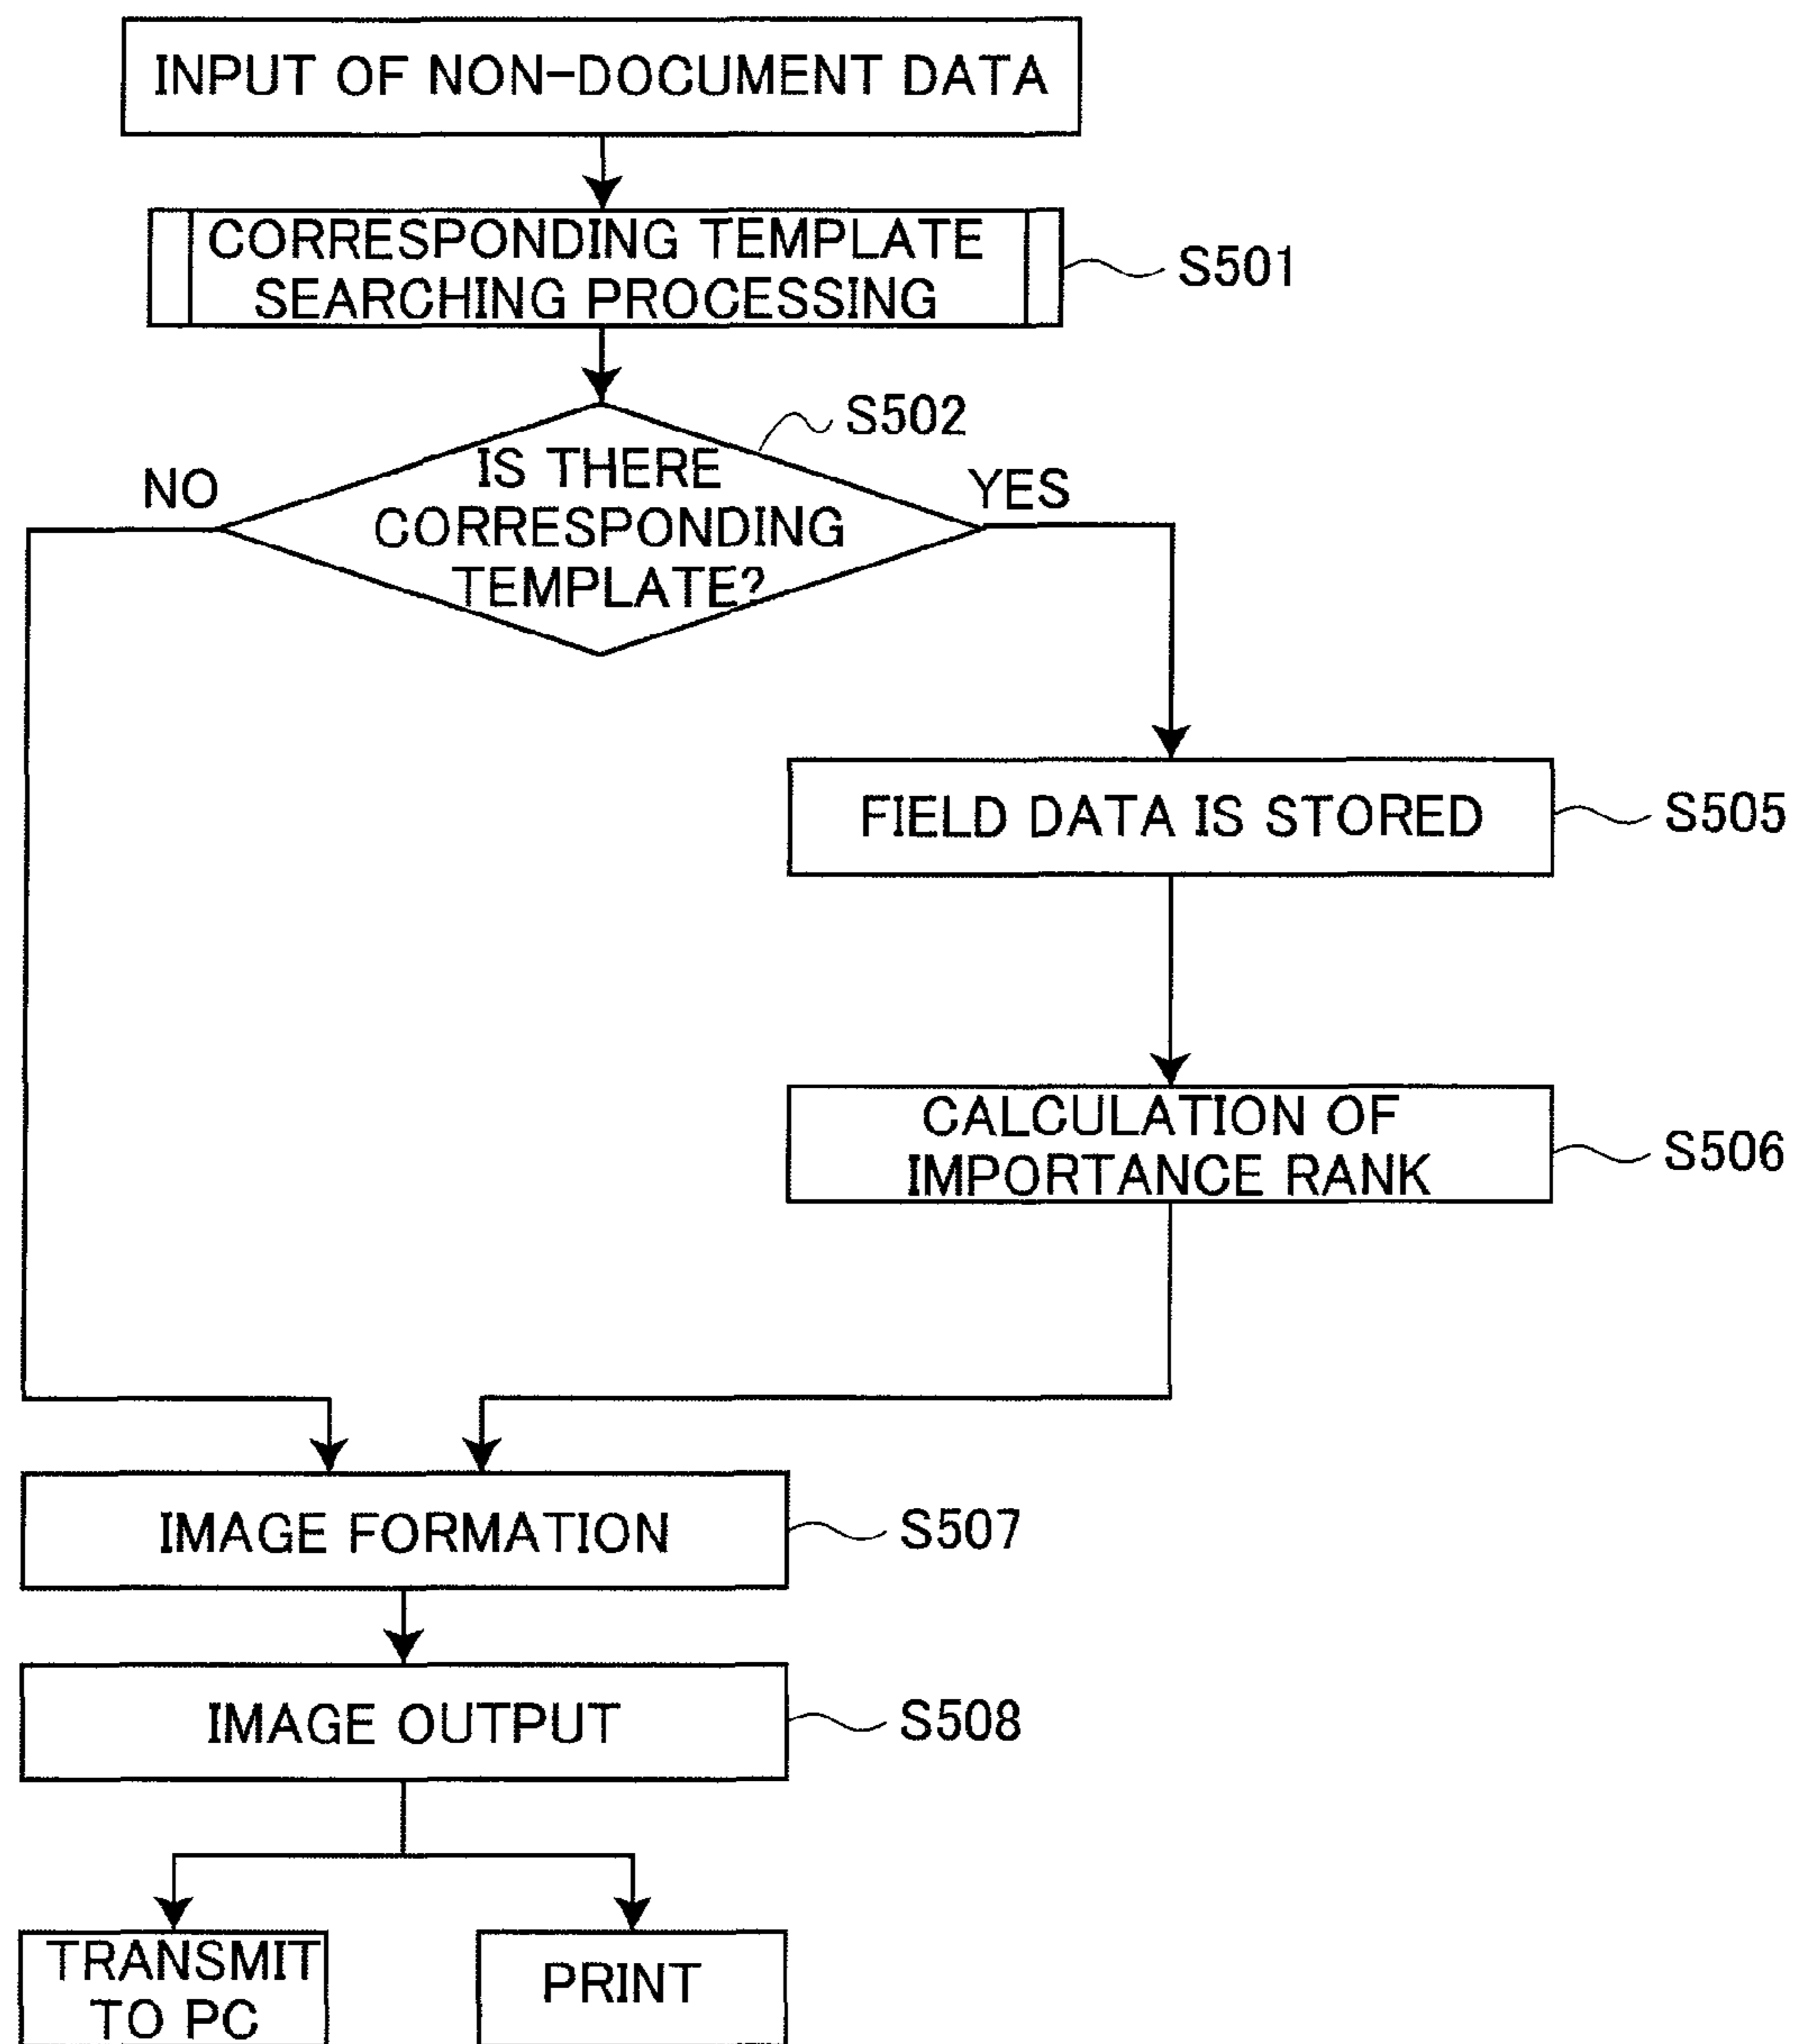 INPUT OF NON-DOCUMENT DATA
CORRESPONDING TEMPLATE
SEARCHING PROCESSING
S501
S502
IS THERE
CORRESPONDING
TEMPLATE?
NO
YES
FIELD DATA IS STORED
S505
CALCULATION OF
IMPORTANCE RANK
S506
IMAGE FORMATION
S507
IMAGE OUTPUT
S508
TRANSMIT
TO PC
PRINT